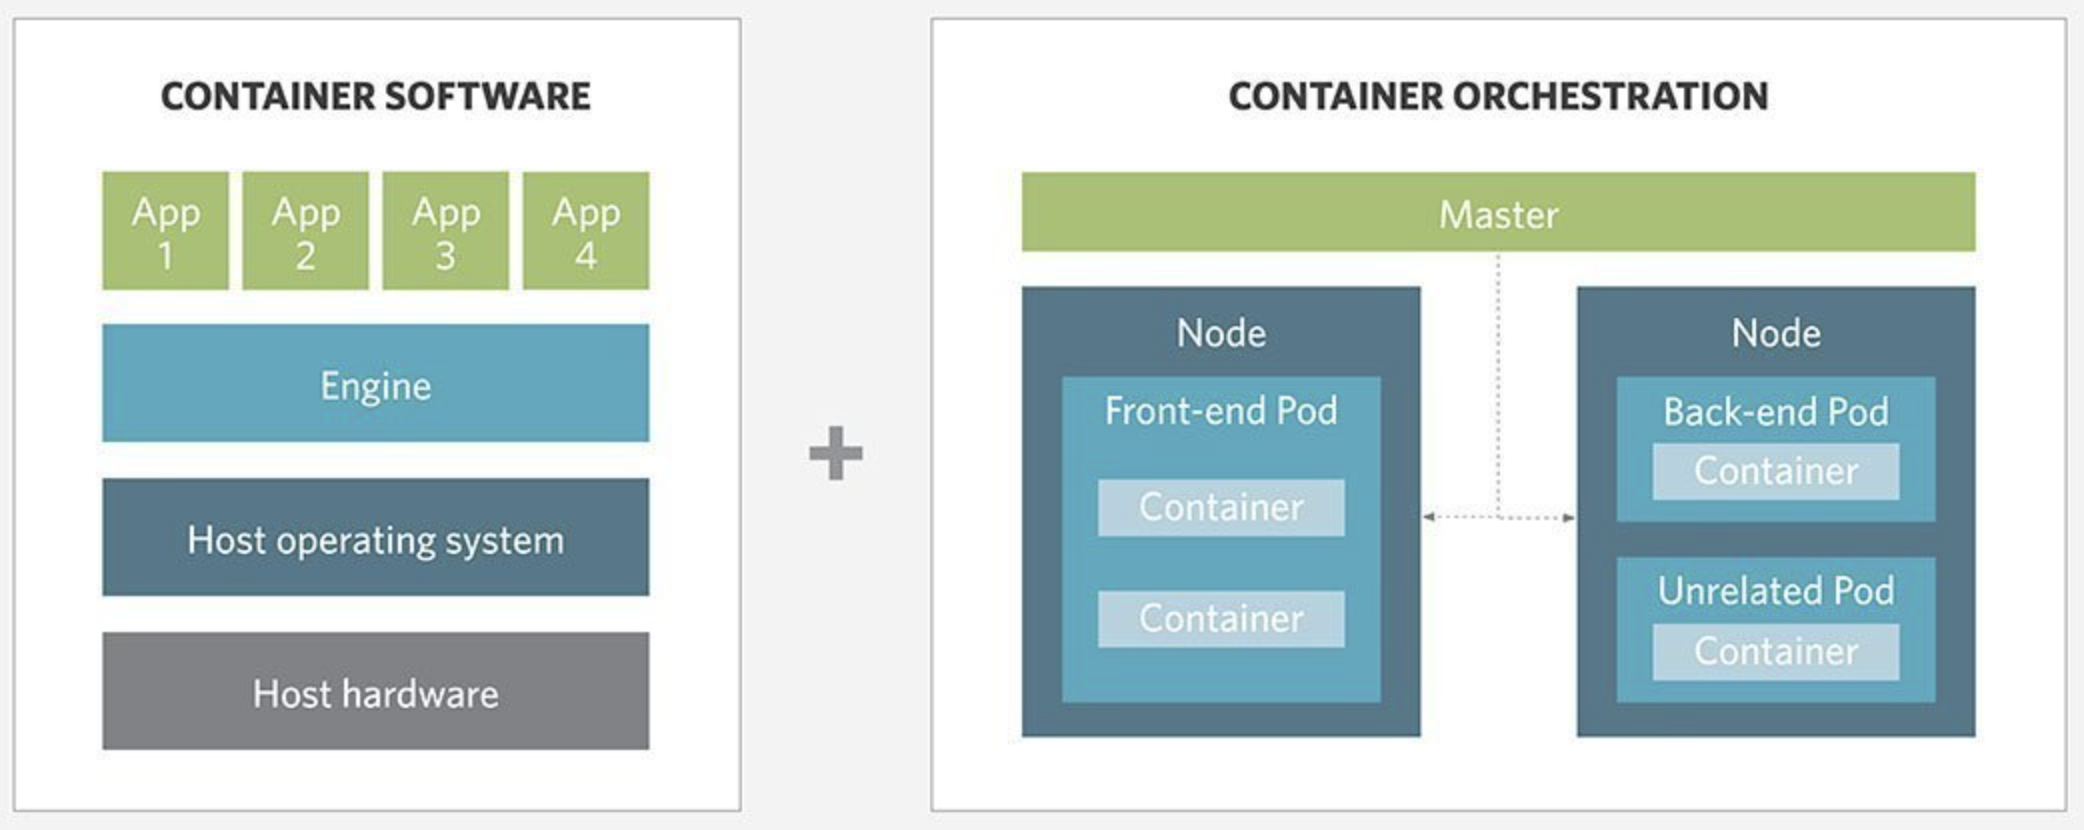 CONTAINER SOFTWARE
App
1
App
2
App
3
App
4
Engine
Host operating system
Host hardware
+
CONTAINER ORCHESTRATION
Master
Node
Front-end Pod
Container
Container
Node
Back-end Pod
Container
Unrelated Pod
Container